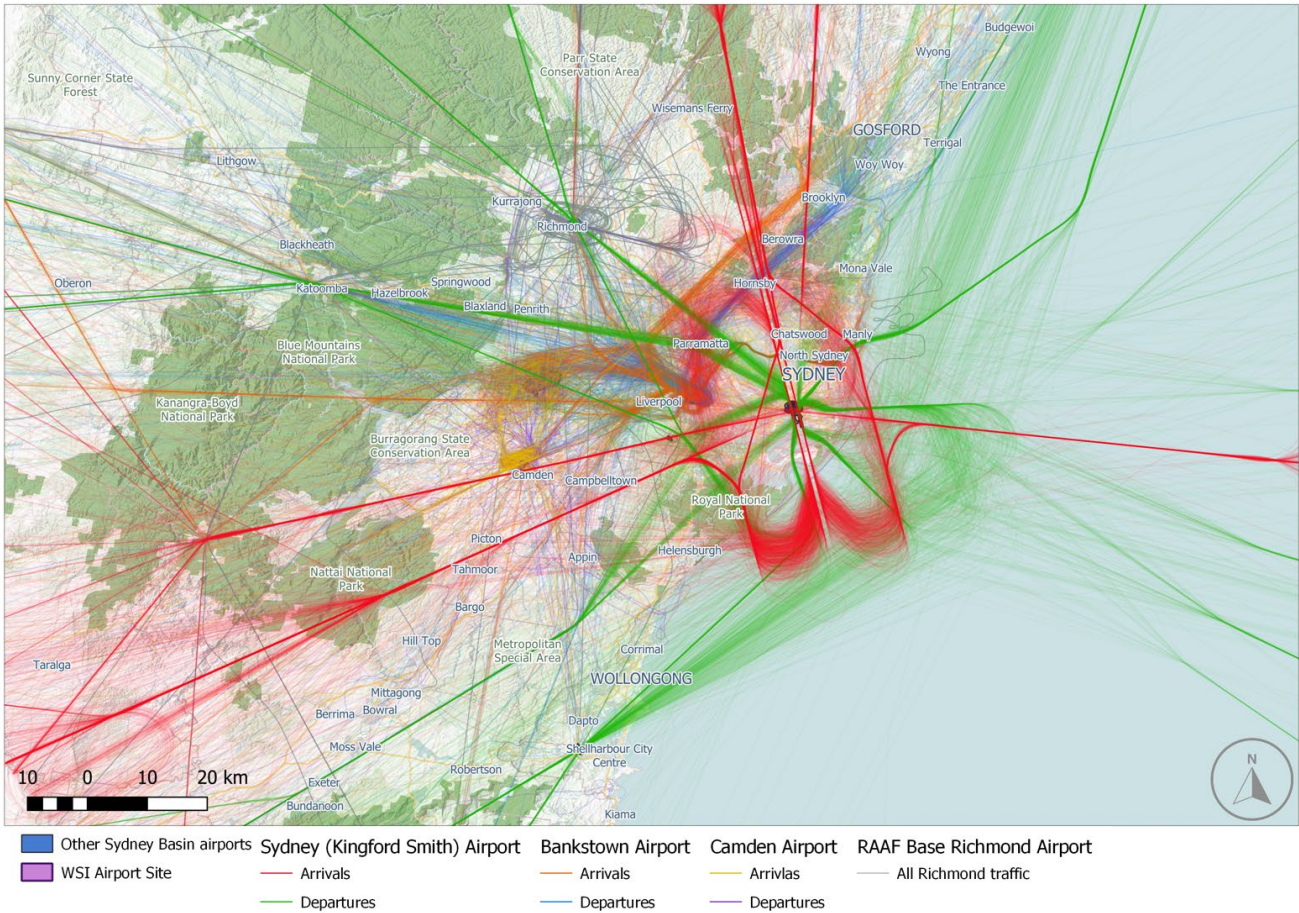 Budgewoi
Wyong
Parr State
Conservation Area
Sunny Corner State
Forest
The Entrance
Wisemans Ferry
GOSFORD
Terrigal
Lithgow
Woy Woy
Kurrajong
Brooklyn
Richmond
Blackheath
Berowra
Mona Vale
Oberon
Katoomba
Hazelbrook
Springwood
Hornsby
Blaxland
Penrith
Chatswood
Manly
Blue Mountains
National Park
Parramatta
North Sydney
SYDNEY
Kanangra-Boyd
National Park
Liverpool
Burragorang State
Conservation Area
Camden
Campbelltown
Royal National
Park
Picton
Helensburgh
Appin
Nattai National
Park
Tahmoor
Bargo
Hill Top
Metropolitan
Special Area
Corrimal
Taralga
WOLLONGONG
Mittagong
Berrima
Bowral
Dapto
Moss Vale
Shellharbour City
Centre
N
10 0 10 20 km
Robertson
Exeter
Bundanoon
Kiama
Other Sydney Basin airports
WSI Airport Site
Sydney (Kingford Smith) Airport
Arrivals
Departures
Bankstown Airport
Arrivals
Departures
Camden Airport
Arrivlas
Departures
RAAF Base Richmond Airport
All Richmond traffic